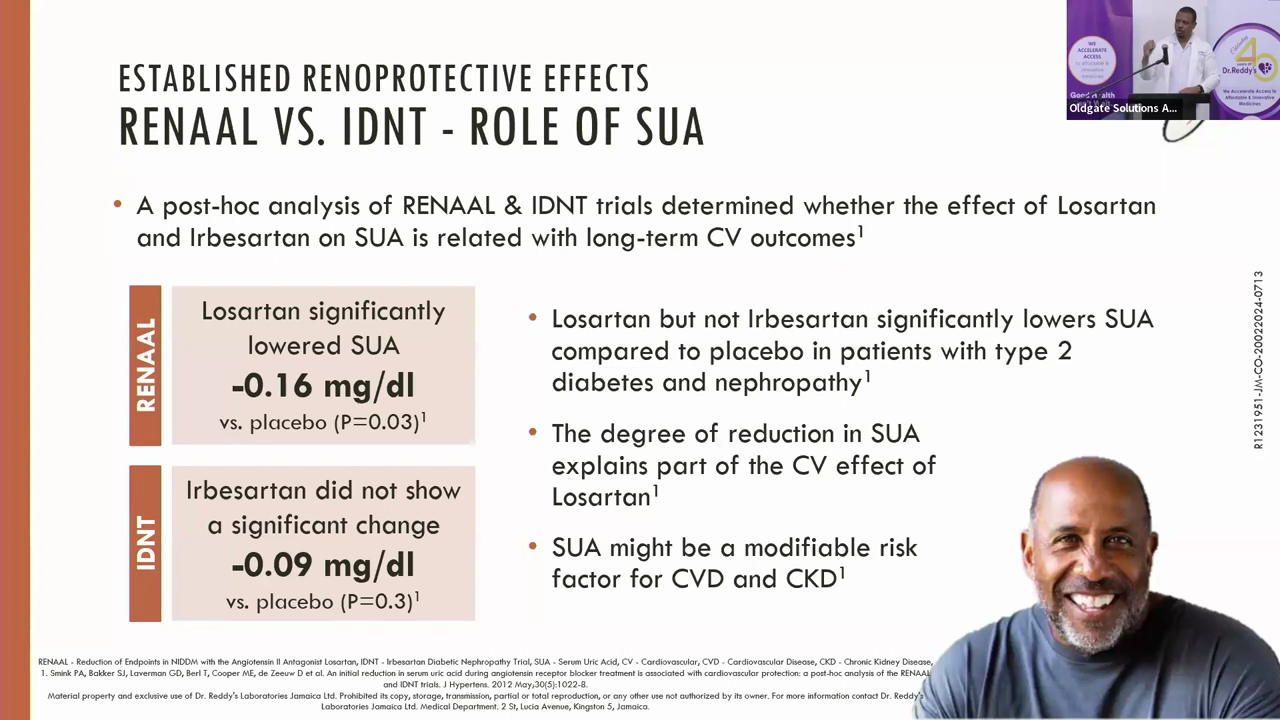 ESTABLISHED RENOPROTECTIVE EFFECTS
RENAAL VS. IDNT - ROLE OF SUA
• A post-hoc analysis of RENAAL & IDNT trials determined whether the effect of Losartan
and Irbesartan on SUA is related with long-term CV outcomes1
RENAAL
Losartan significantly
lowered SUA
-0.16 mg/dl
vs. placebo (P=0.03)1
IDNT
Irbesartan did not show
a significant change
-0.09 mg/dl
vs. placebo (P=0.3)1
• Losartan but not Irbesartan significantly lowers SUA
compared to placebo in patients with type 2
diabetes and nephropathy1
• The degree of reduction in SUA
explains part of the CV effect of
Losartan1
• SUA might be a modifiable risk
factor for CVD and CKD1
RENAAL - Reduction of Endpoints in NIDDM with the Angiotensin II Antagonist Losartan, IDNT - Irbesartan Diabetic Nephropathy Trial, SUA - Serum Uric Acid, CV - Cardiovascular, CVD - Cardiovascular Disease, CKD - Chronic Kidney Disease,
1. Smink PA, Bakker SJ, Laverman GD, Berl T, Cooper ME, de Zeeuw D et al. An initial reduction in serum uric acid during angiotensin receptor blocker treatment is associated with cardiovascular protection: a post-hoc analysis of the RENAAL
and IDNT trials. J Hypertens. 2012 May;30(5):1022-8.
Material property and exclusive use of Dr. Reddy's Laboratories Jamaica Ltd. Prohibited its copy, storage, transmission, partial or total reproduction, or any other use not authorized by its owner. For more information contact Dr. Reddy's
Laboratories Jamaica Ltd. Medical Department. 2 St, Lucia Avenue, Kingston 5, Jamaica.
R1231951-JM-CO-20022024-0713
WE
ACCELERATE
ACCESS
Good Health
Oldgate Solutions A...
Dr.Reddy's
We Accelerate Access to
Affordable & Innovative
Medicines